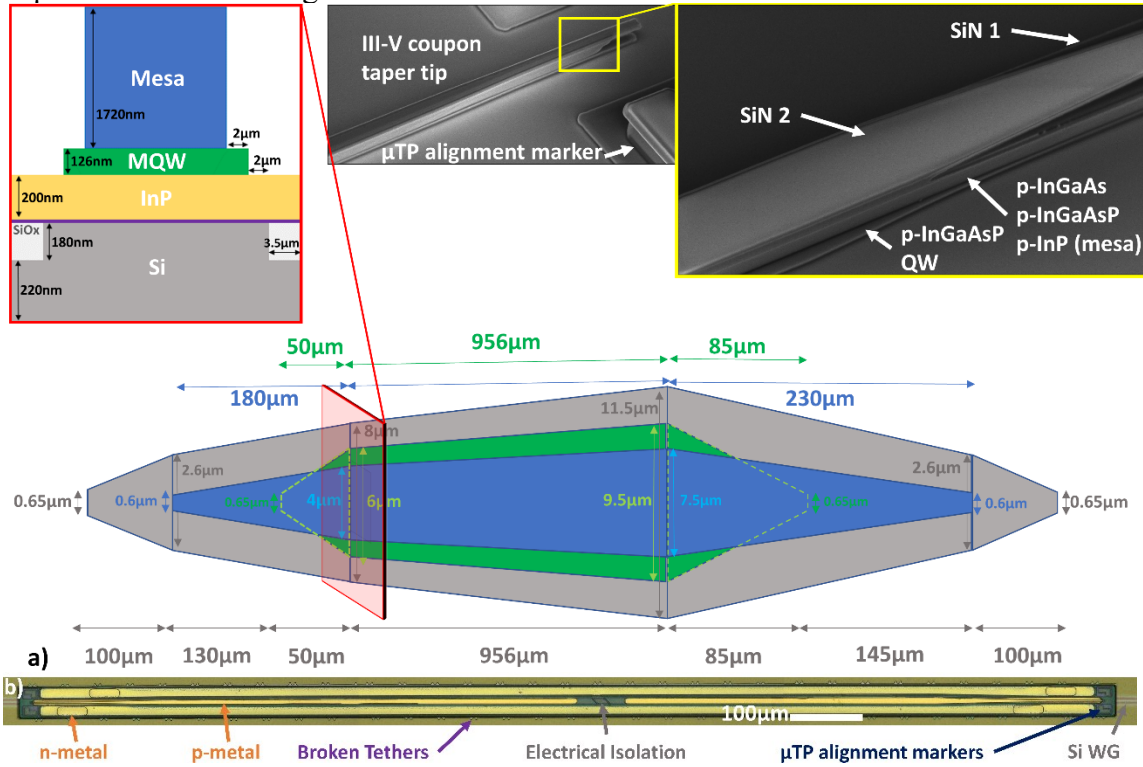 Mesa
1720nm
2µm
126nm
MQW
2µm
200nm
InP
SiOx
180nm
3.5µm
Si
220nm
III-V coupon
taper tip
µTP alignment marker
SiN 1
SiN 2
p-InGaAs
p-InGaAsP
p-InP (mesa)
p-InGaAsP
QW
50µm
956µm
85µm
180µm
230µm
11.5µm
8µm
2.6µm
2.6µm
0.65µm
0.6µm
0.65µm
4µm
6µm
9.5µm
7.5µm
0.65µm
0.6µm
0.65µm
a)
100µm
130µm
50µm
956µm
85µm
145µm
100µm
b)
100µm
n-metal
p-metal
Broken Tethers
Electrical Isolation
µTP alignment markers
Si WG